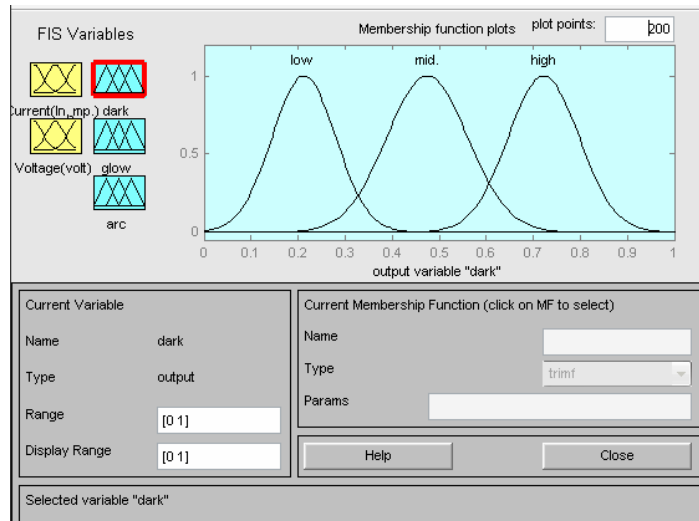 FIS Variables
Membership function plots
plot points:
200
low
mid.
high
1
0.5
0
0
0.1
0.2
0.3
0.4
0.5
0.6
0.7
0.8
0.9
1
output variable "dark"
dark
Voltage(volt)
glow
arc
Current Variable
Name
dark
Type
output
Range
[0 1]
Display Range
[0 1]
Current Membership Function (click on MF to select)
Name
Type
trimf
Params
Help
Close
Selected variable "dark"